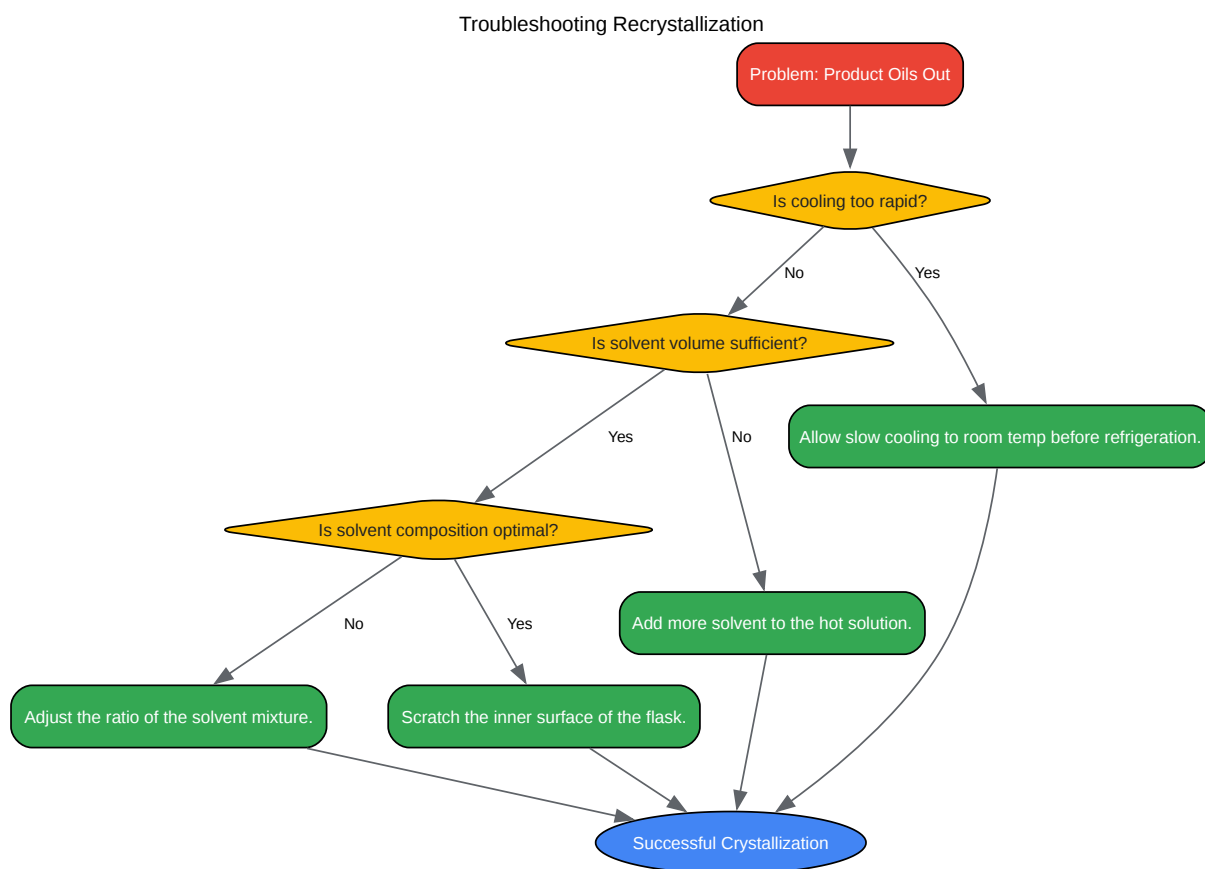 Troubleshooting Recrystallization
Problem: Product Oils Out
Is cooling too rapid?
No
Yes
Is solvent volume sufficient?
Yes
No
Allow slow cooling to room temp before refrigeration.
Is solvent composition optimal?
No
Yes
Add more solvent to the hot solution.
Adjust the ratio of the solvent mixture.
Scratch the inner surface of the flask.
Successful Crystallization